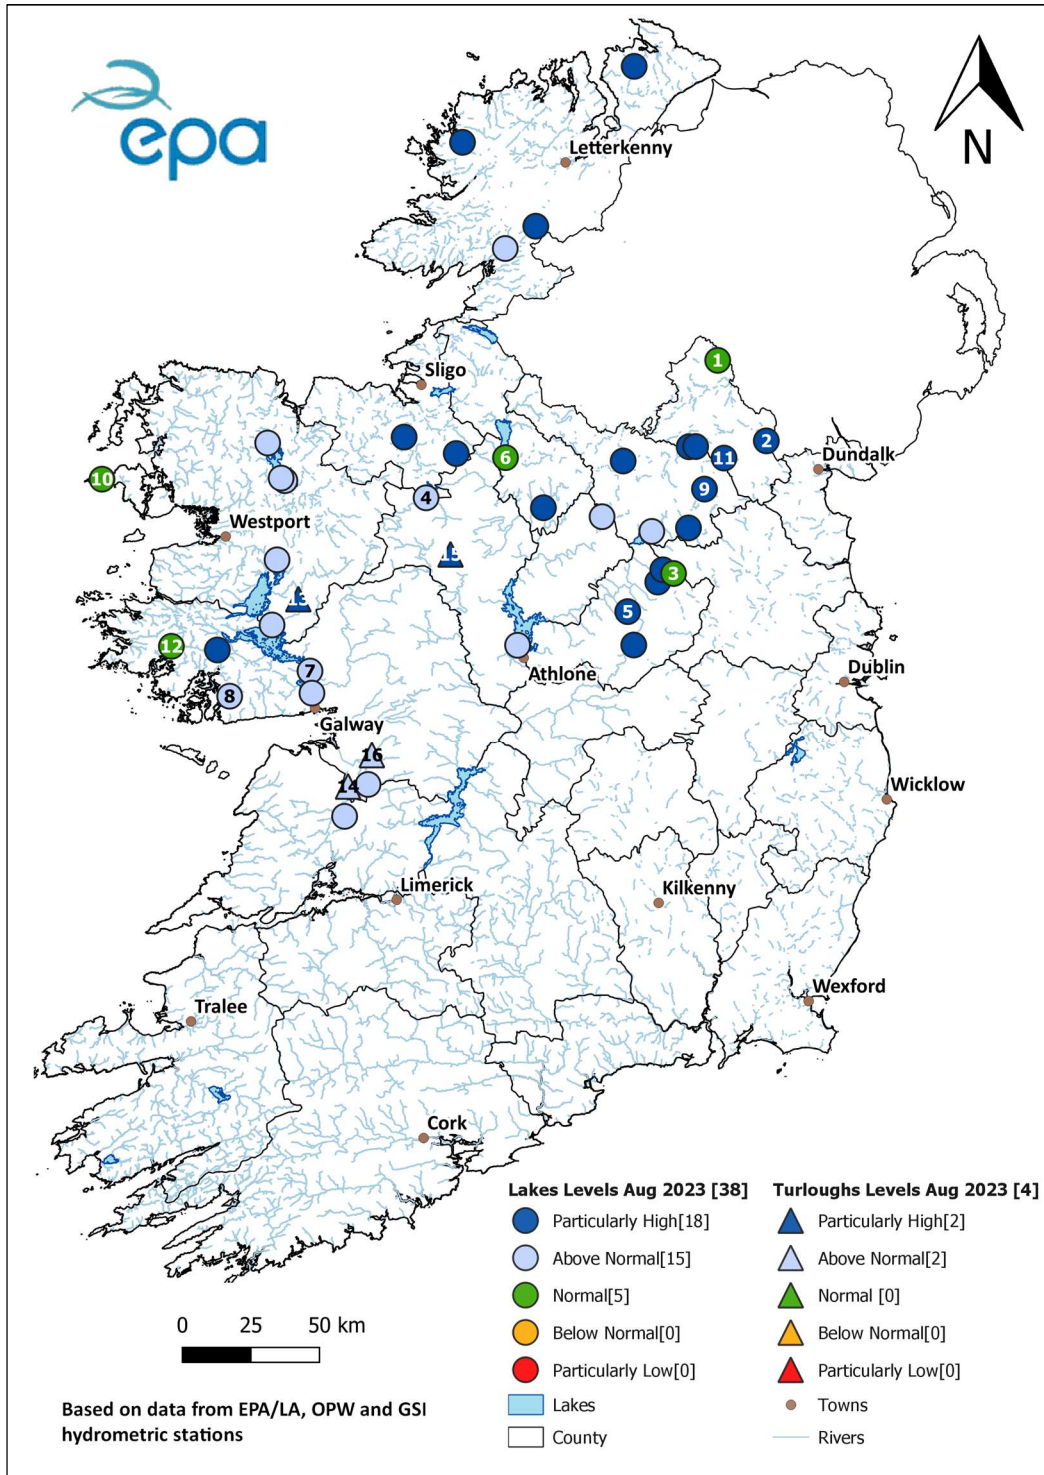 epa
N
Letterkenny
Sligo
1
2
Dundalk
11
6
10
9
4
Westport
15
3
13
5
12
Athlone
Dublin
7
8
Galway
16
14
Wicklow
Limerick
Kilkenny
Wexford
Tralee
Cork
Lakes Levels Aug 2023 [38]
Particularly High[18]
Above Normal[15]
Normal[5]
Below Normal[0]
Particularly Low[0]
Lakes
County
Turloughs Levels Aug 2023 [4]
Particularly High[2]
Above Normal[2]
Normal [0]
Below Normal[0]
Particularly Low[0]
Towns
Rivers
0 25 50 km
Based on data from EPA/LA, OPW and GSI
hydrometric stations